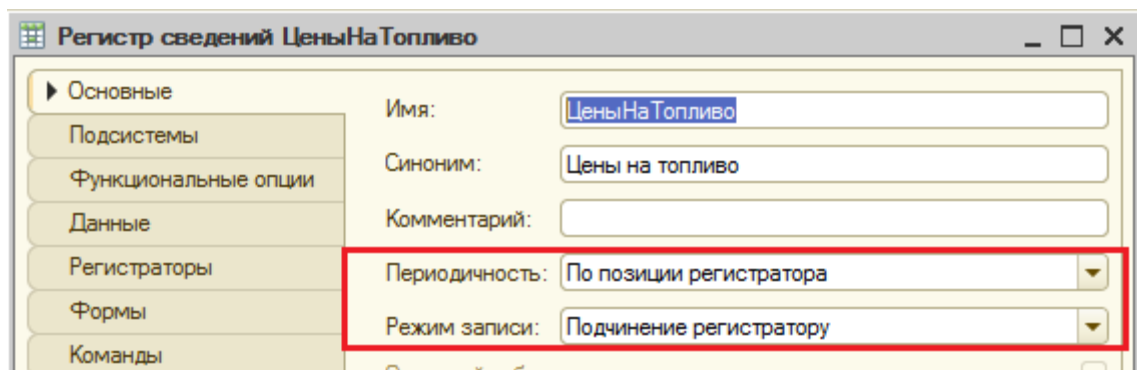 Регистр сведений ЦеныНаТопливо
Основные
Подсистемы
Функциональные опции
Данные
Регистраторы
Формы
Команды
Имя: ЦеныНаТопливо
Синоним: Цены на топливо
Комментарий:
Периодичность: По позиции регистратора
Режим записи: Подчинение регистратору